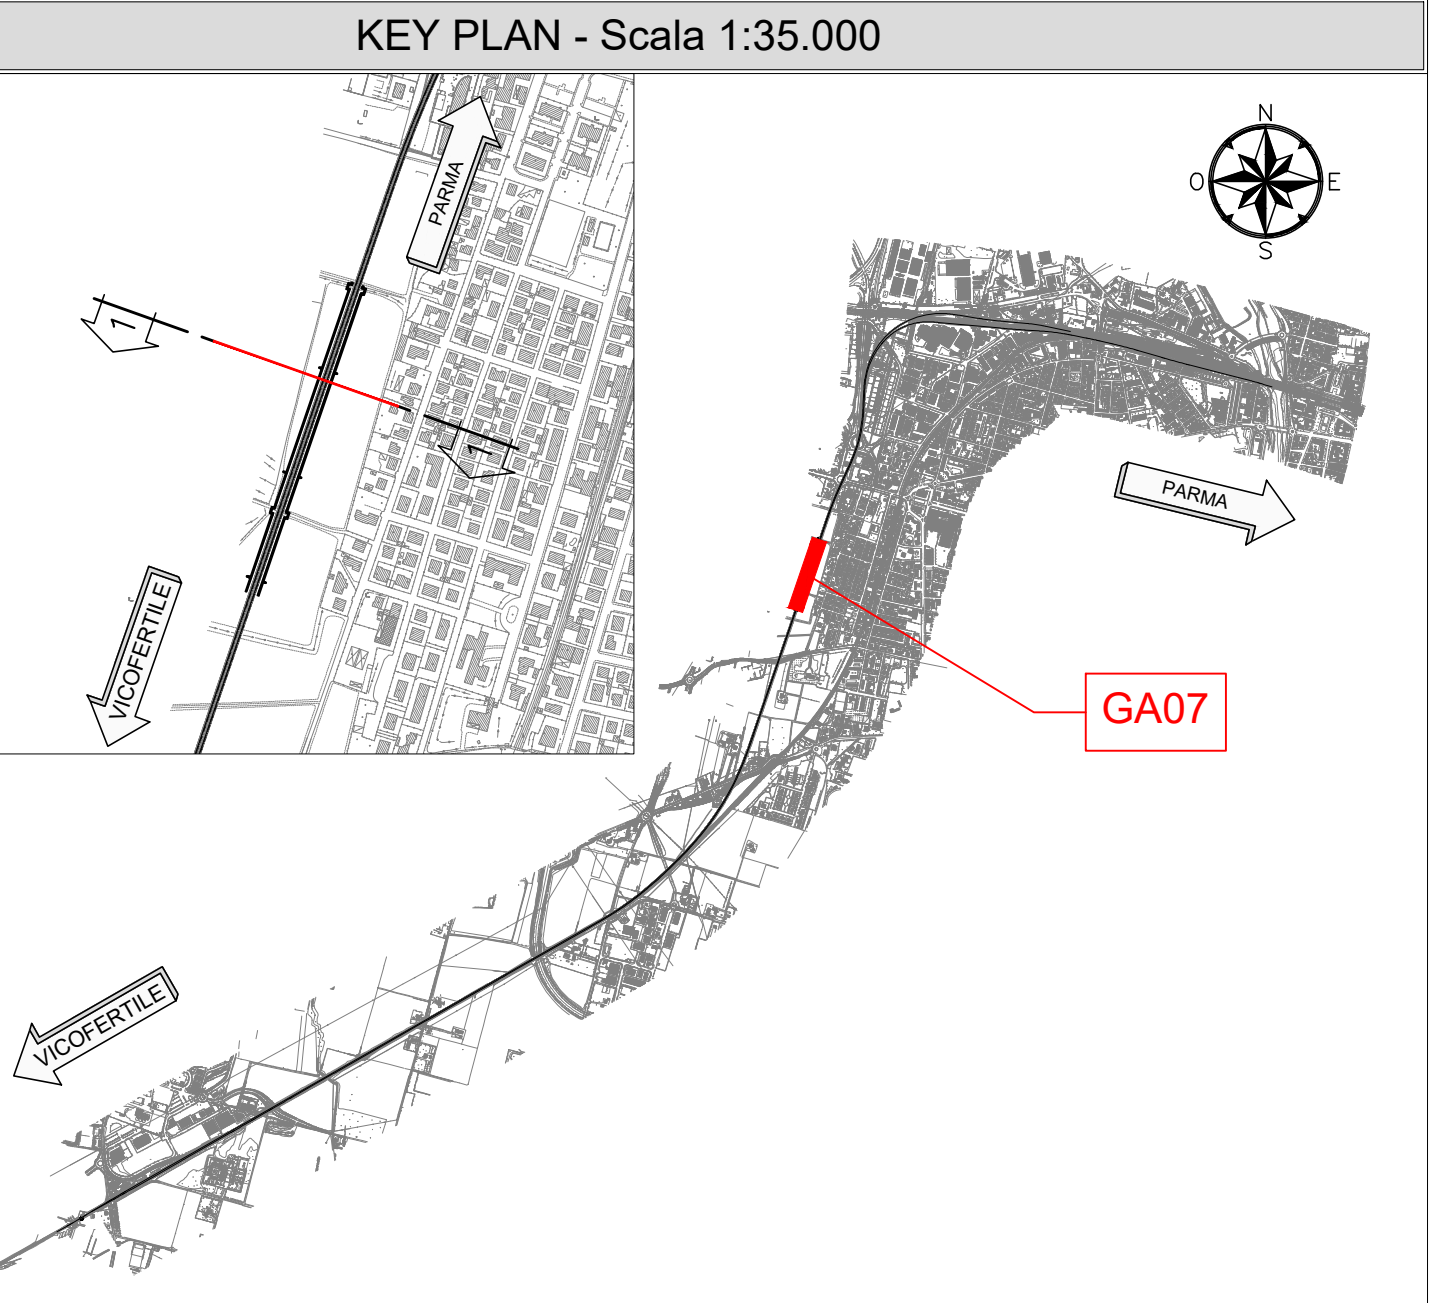 KEY PLAN - Scala 1:35.000
PARMA
1
1
VICOFERTILE
N
O
E
S
PARMA
GA07
VICOFERTILE